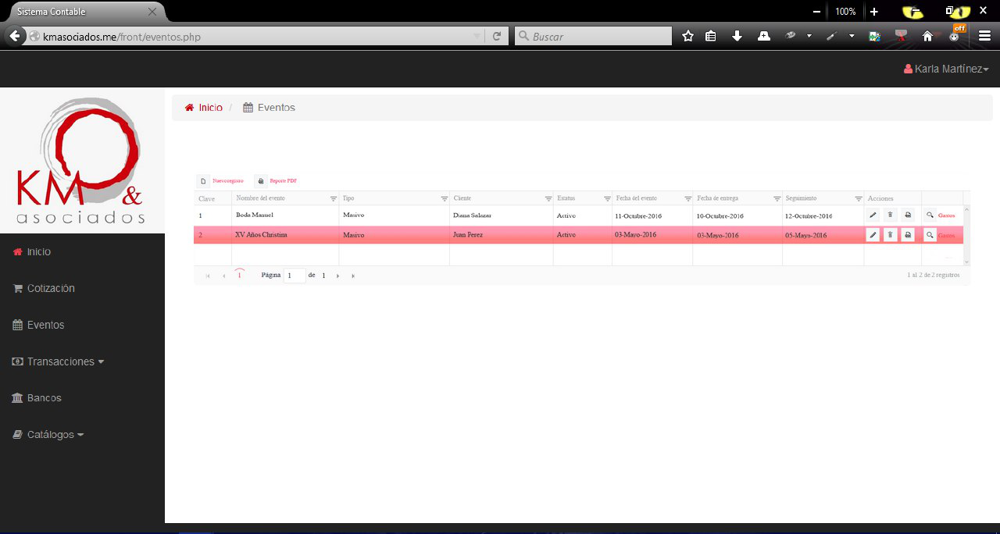 Sistema Contable
100%
kmasociados.me/front/eventos.php
Buscar
off
Karla Martínez
KM &
asociados
Inicio / Eventos
Inicio
Cotización
Eventos
Transacciones
Bancos
Catálogos
Nuevo registro Reporte PDF
Clave Nombre del evento Tipo Cliente Estatus Fecha del evento Fecha de entrega Seguimiento Acciones
1 Boda Manuel Masivo Diana Salazar Activo 11-Octubre-2016 10-Octubre-2016 12-Octubre-2016 Gastos
2 XV Años Christina Masivo Juan Perez Activo 03-Mayo-2016 03-Mayo-2016 05-Mayo-2016 Gastos
1 Página 1 de 1 1 al 2 de 2 registros